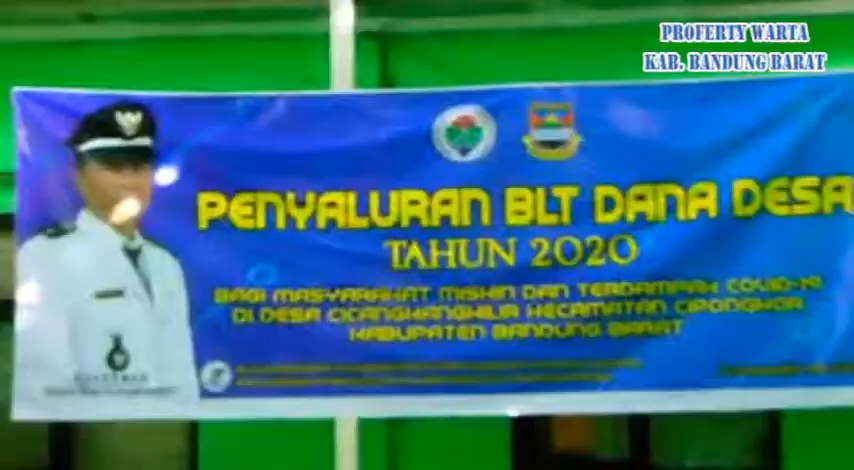 PROFERTY WARTA
KAB. BANDUNG BARAT
PENYALURAN BLT DANA DESA
TAHUN 2020
BAGI MASYARAKAT MISKIN DAN TERDAMPAK COVID-19
DI DESA CICANGKANGHILIR KECAMATAN CIPONGKOR
KABUPATEN BANDUNG BARAT